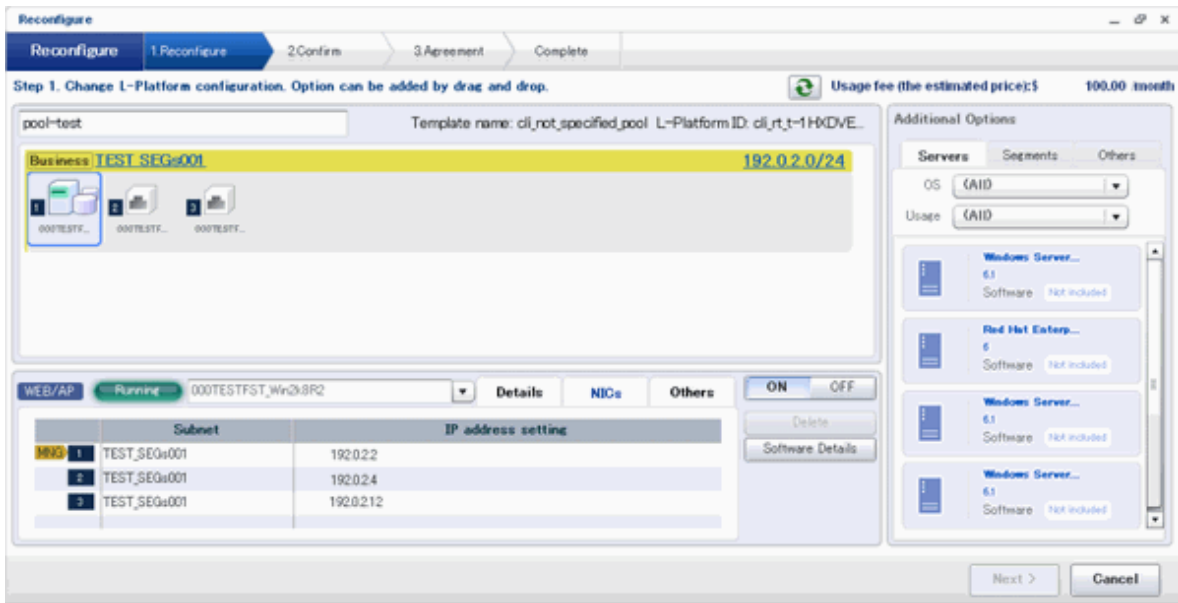 Reconfigure
Reconfigure 1.Reconfigure 2.Confirm 3.Agreement Complete
Step 1. Change L-Platform configuration. Option can be added by drag and drop. Usage fee (the estimated price):$ 100.00 /month
pool-test Template name: cli_not_specified_pool L-Platform ID: cli_rt_t-1HXDVE...
Additional Options
Business TEST_SEGs001 192.0.2.0/24
Servers Segments Others
OS (All)
Usage (All)
1 2 3
000TESTF... 000TESTF... 000TESTF...
Windows Server...
6.1
Software Not included
Red Hat Enterp...
6
Software Not included
Windows Server...
6.1
Software Not included
Windows Server...
6.1
Software Not included
WEB/AP Running 000TESTFST_Win2k8R2 Details NICs Others ON OFF
Delete
Software Details
Subnet IP address setting
MNG 1 TEST_SEGs001 192.0.2.2
2 TEST_SEGs001 192.0.2.4
3 TEST_SEGs001 192.0.2.12
Next > Cancel